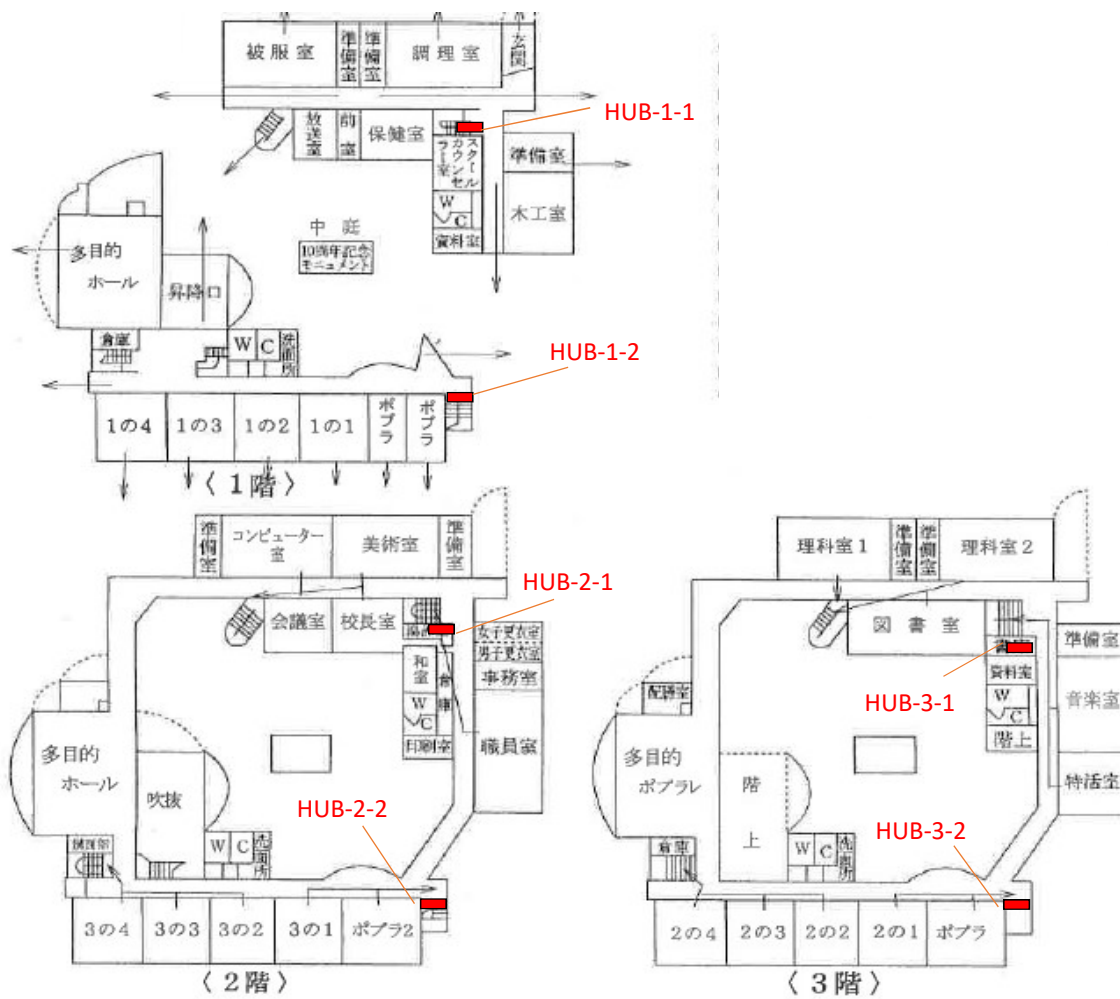 被服室
準備室
準備室
調理室
玄関
HUB-1-1
放送室
前室
保健室
スクール
カウンセ
ラー室
準備室
木工室
W
C
資料室
中庭
10周年記念
モニュメント
多目的
ホール
昇降口
倉庫
W
C
洗面所
HUB-1-2
1の4
1の3
1の2
1の1
ポプラ
ポプラ
〈1階〉
準備室
コンピューター
室
美術室
準備室
HUB-2-1
会議室
校長室
女子更衣室
男子更衣室
和室
倉庫
事務室
W
C
印刷室
職員室
多目的
ホール
吹抜
HUB-2-2
W
C
洗面所
3の4
3の3
3の2
3の1
ポプラ2
〈2階〉
理科室1
準備室
準備室
理科室2
図書室
準備室
資料室
HUB-3-1
配膳室
W
C
音楽室
階上
多目的
ポプラレ
階
上
特活室
HUB-3-2
倉庫
W
C
洗面所
2の4
2の3
2の2
2の1
ポプラ
〈3階〉